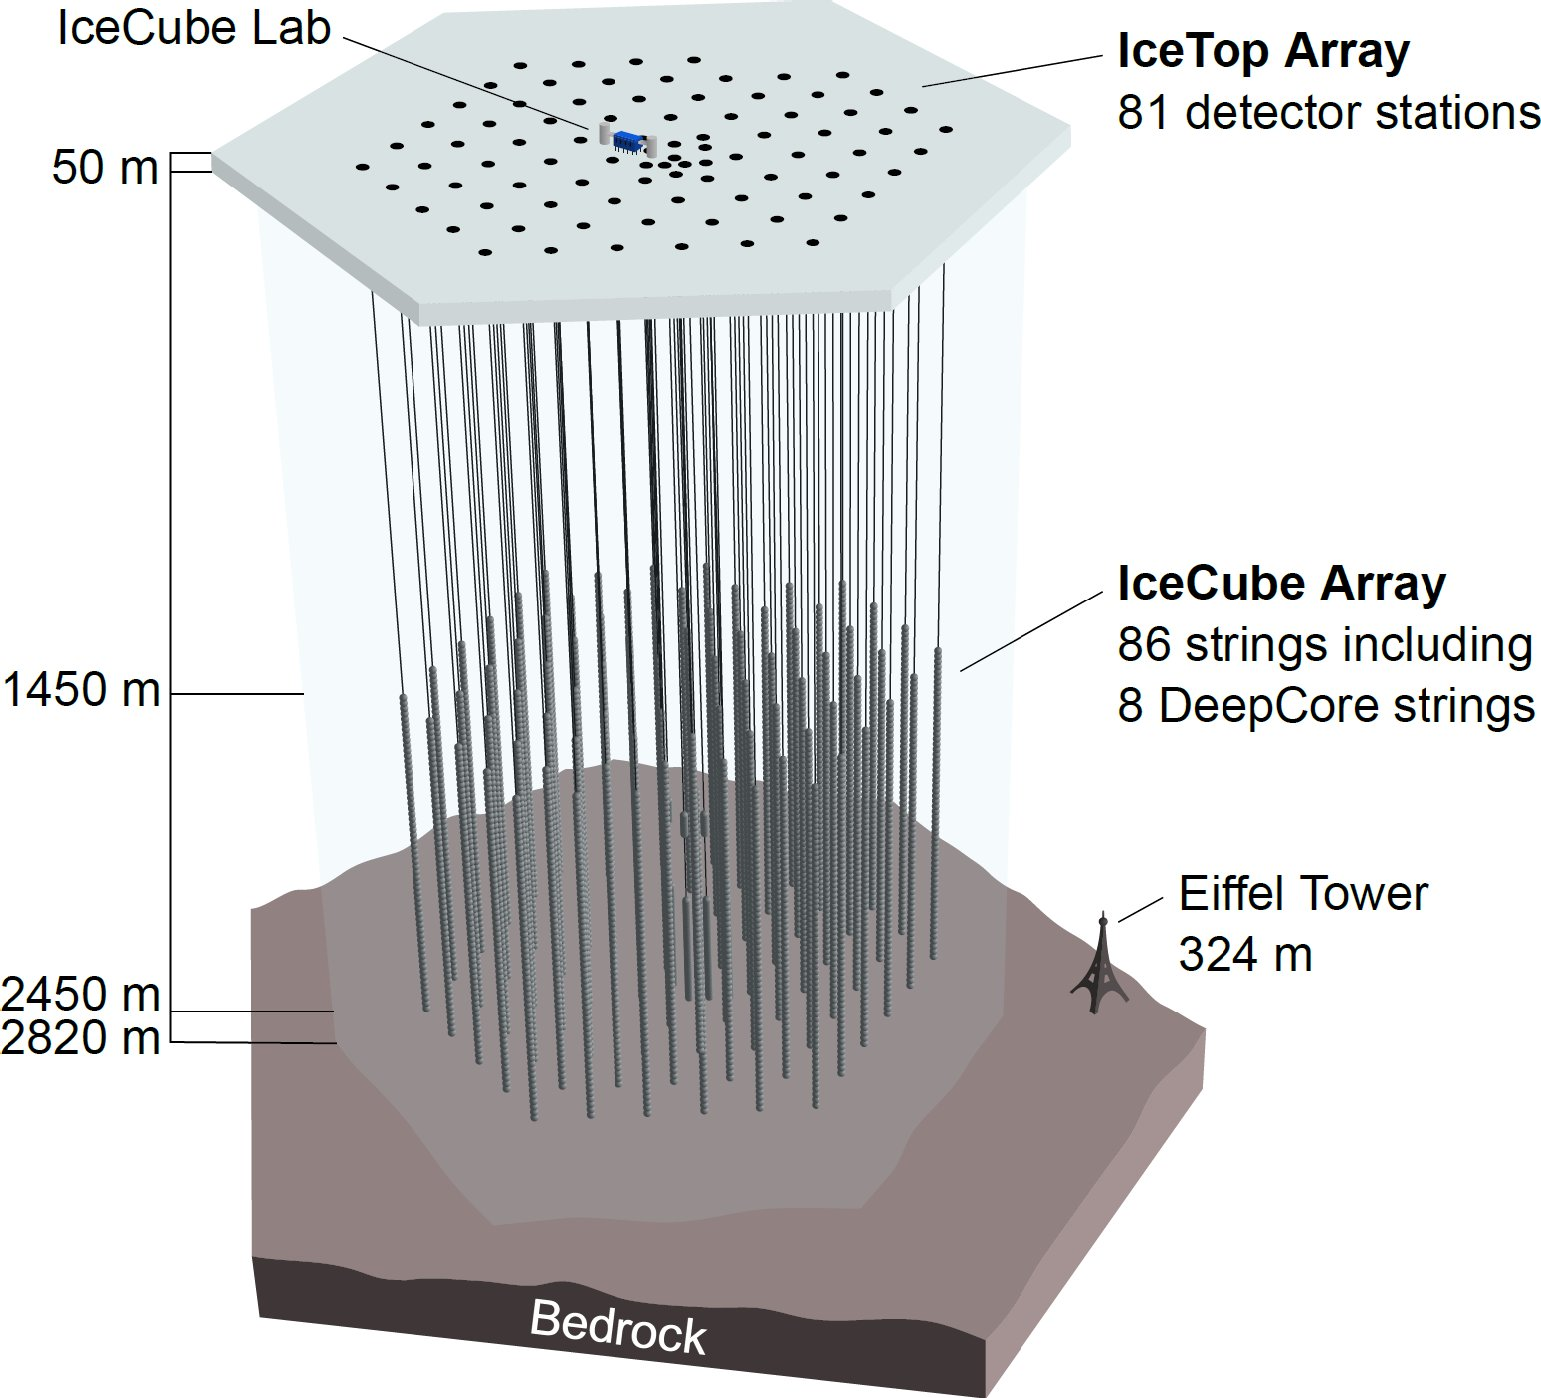 IceCube Lab
IceTop Array
81 detector stations
50 m
IceCube Array
86 strings including
8 DeepCore strings
1450 m
Eiffel Tower
324 m
2450 m
2820 m
Bedrock